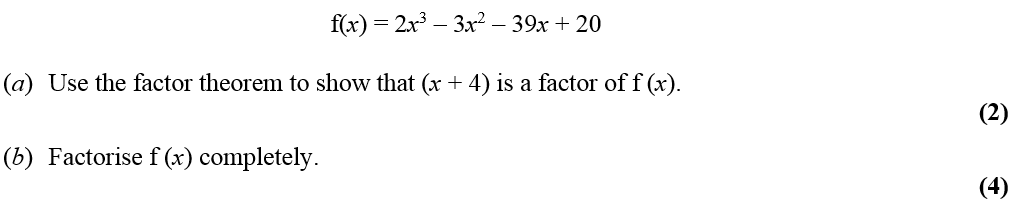 f(x) = 2x³ – 3x² – 39x + 20
(a) Use the factor theorem to show that (x + 4) is a factor of f (x).
(2)
(b) Factorise f (x) completely.
(4)